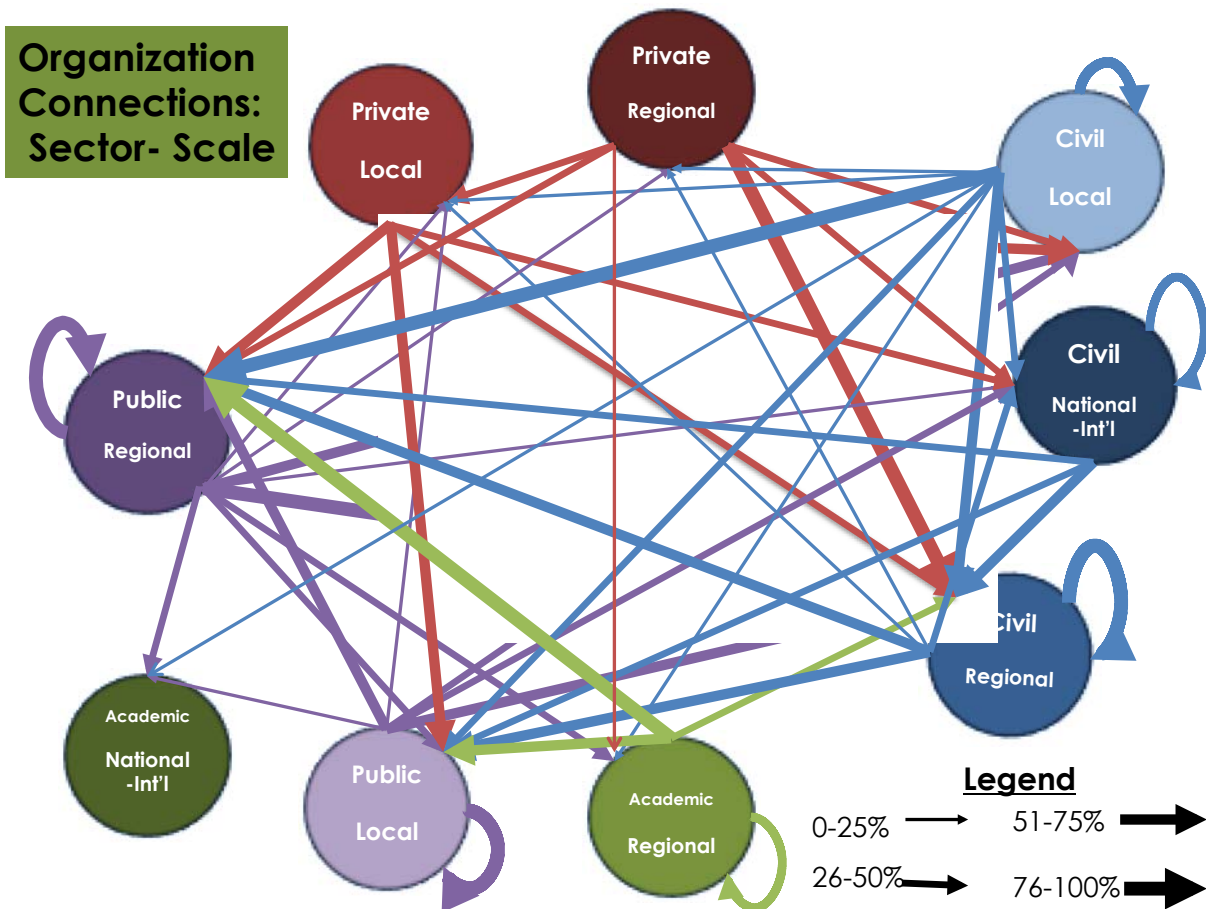 Organization
Connections:
Sector- Scale
Private
Local
Private
Regional
Civil
Local
Civil
National
-Int'l
Public
Regional
Civil
Regional
Academic
National
-Int'l
Public
Local
Academic
Regional
Legend
0-25%
51-75%
26-50%
76-100%